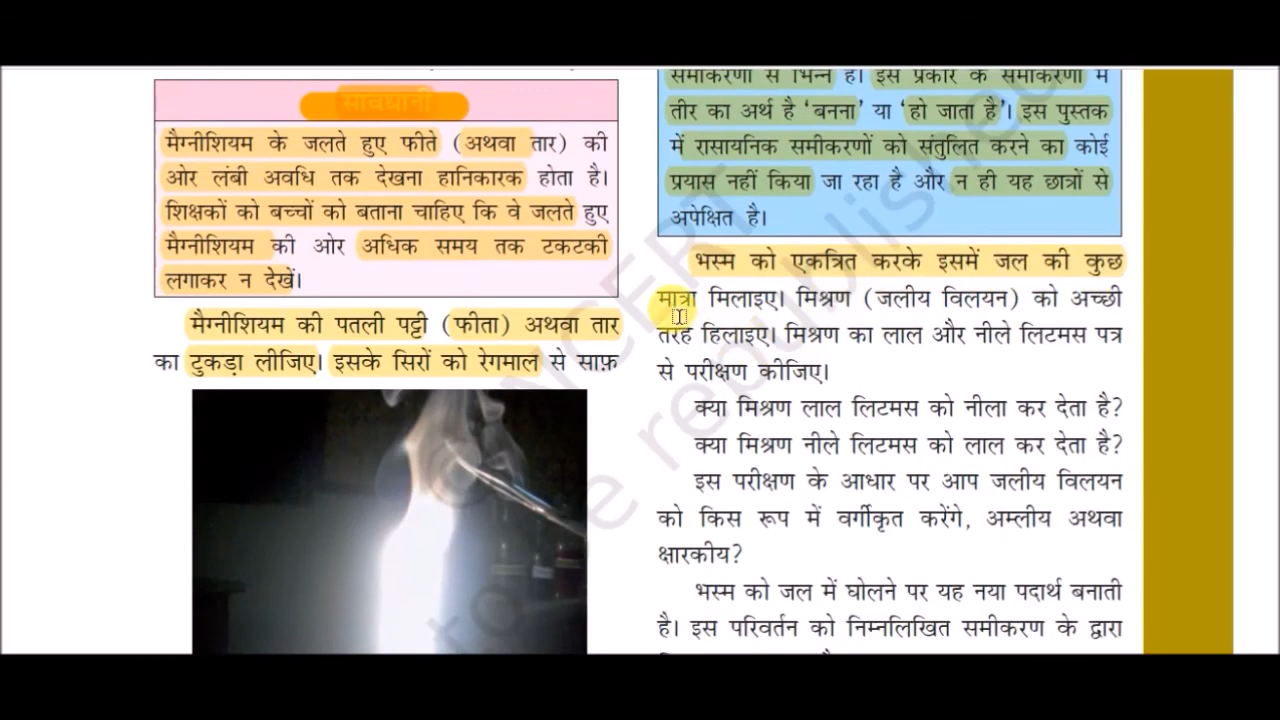 सावधानी
मैग्नीशियम के जलते हुए फीते (अथवा तार) की
ओर लंबी अवधि तक देखना हानिकारक होता है।
शिक्षकों को बच्चों को बताना चाहिए कि वे जलते हुए
मैग्नीशियम की ओर अधिक समय तक टकटकी
लगाकर न देखें।
मैग्नीशियम की पतली पट्टी (फीता) अथवा तार
का टुकड़ा लीजिए। इसके सिरों को रेगमाल से साफ़
समीकरणों से भिन्न है। इस प्रकार के समीकरणों में
तीर का अर्थ है ‘बनना’ या ‘हो जाता है’। इस पुस्तक
में रासायनिक समीकरणों को संतुलित करने का कोई
प्रयास नहीं किया जा रहा है और न ही यह छात्रों से
अपेक्षित है।
भस्म को एकत्रित करके इसमें जल की कुछ
मात्रा मिलाइए। मिश्रण (जलीय विलयन) को अच्छी
तरह हिलाइए। मिश्रण का लाल और नीले लिटमस पत्र
से परीक्षण कीजिए।
क्या मिश्रण लाल लिटमस को नीला कर देता है?
क्या मिश्रण नीले लिटमस को लाल कर देता है?
इस परीक्षण के आधार पर आप जलीय विलयन
को किस रूप में वर्गीकृत करेंगे, अम्लीय अथवा
क्षारकीय?
भस्म को जल में घोलने पर यह नया पदार्थ बनाती
है। इस परिवर्तन को निम्नलिखित समीकरण के द्वारा